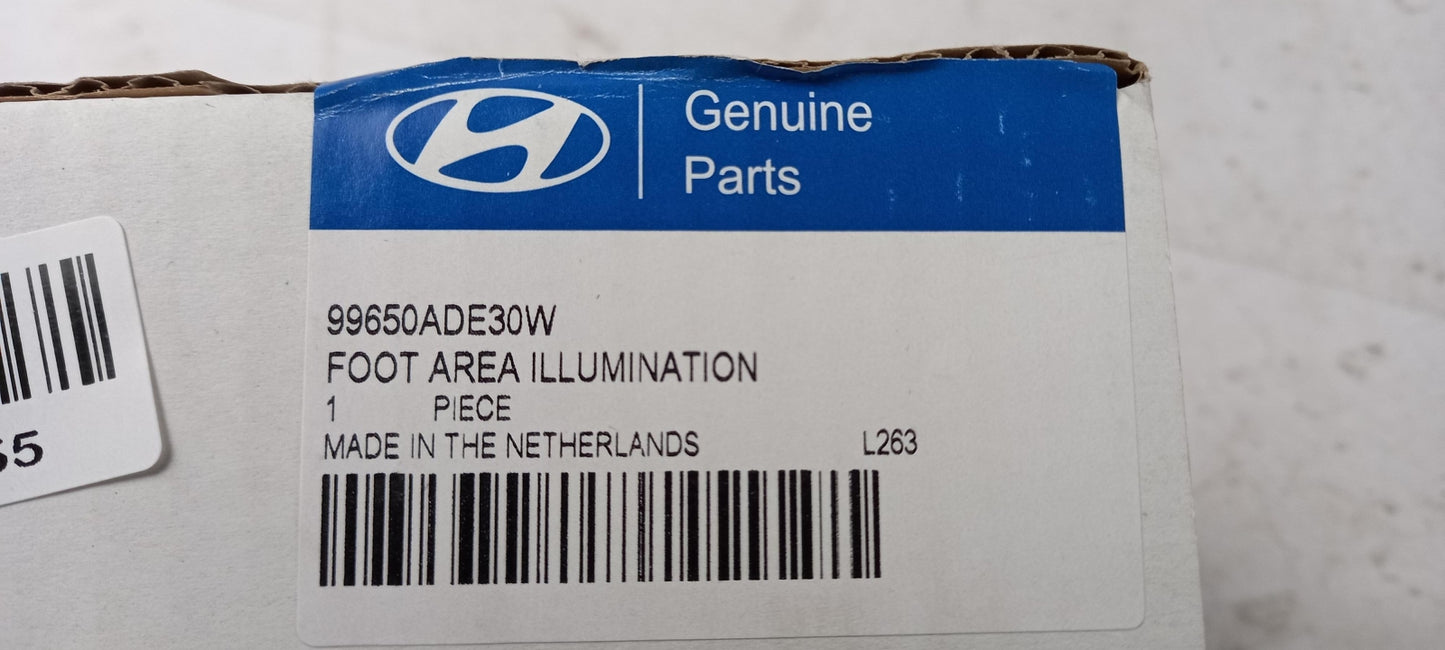 Genuine
Parts
99650ADE30W
FOOT AREA ILLUMINATION
1 PIECE
MADE IN THE NETHERLANDS L263